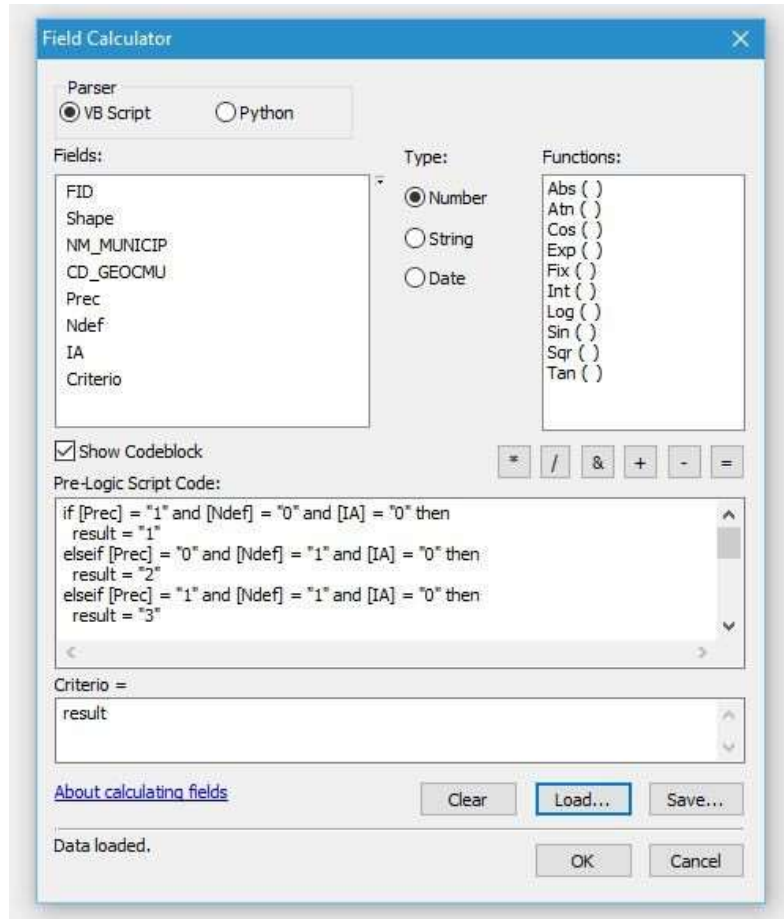 Field Calculator
Parser
VB Script Python
Fields: Type: Functions:
FID
Shape
NM_MUNICIP
CD_GEOCMU
Prec
Ndef
IA
Criterio
Number
String
Date
Abs ( )
Atn ( )
Cos ( )
Exp ( )
Fix ( )
Int ( )
Log ( )
Sin ( )
Sqr ( )
Tan ( )
Show Codeblock
* / & + - =
Pre-Logic Script Code:
if [Prec] = "1" and [Ndef] = "0" and [IA] = "0" then
result = "1"
elseif [Prec] = "0" and [Ndef] = "1" and [IA] = "0" then
result = "2"
elseif [Prec] = "1" and [Ndef] = "1" and [IA] = "0" then
result = "3"
Criterio =
result
About calculating fields
Clear Load... Save...
Data loaded.
OK Cancel